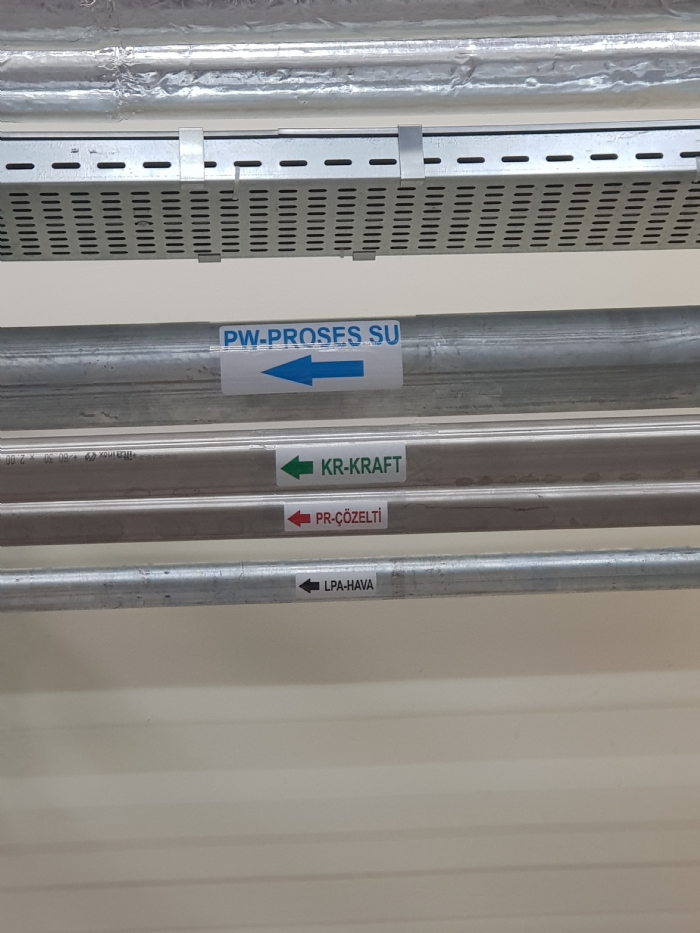 PW-PROSES SU
KR-KRAFT
PR-ÇÖZELTİ
LPA-HAVA